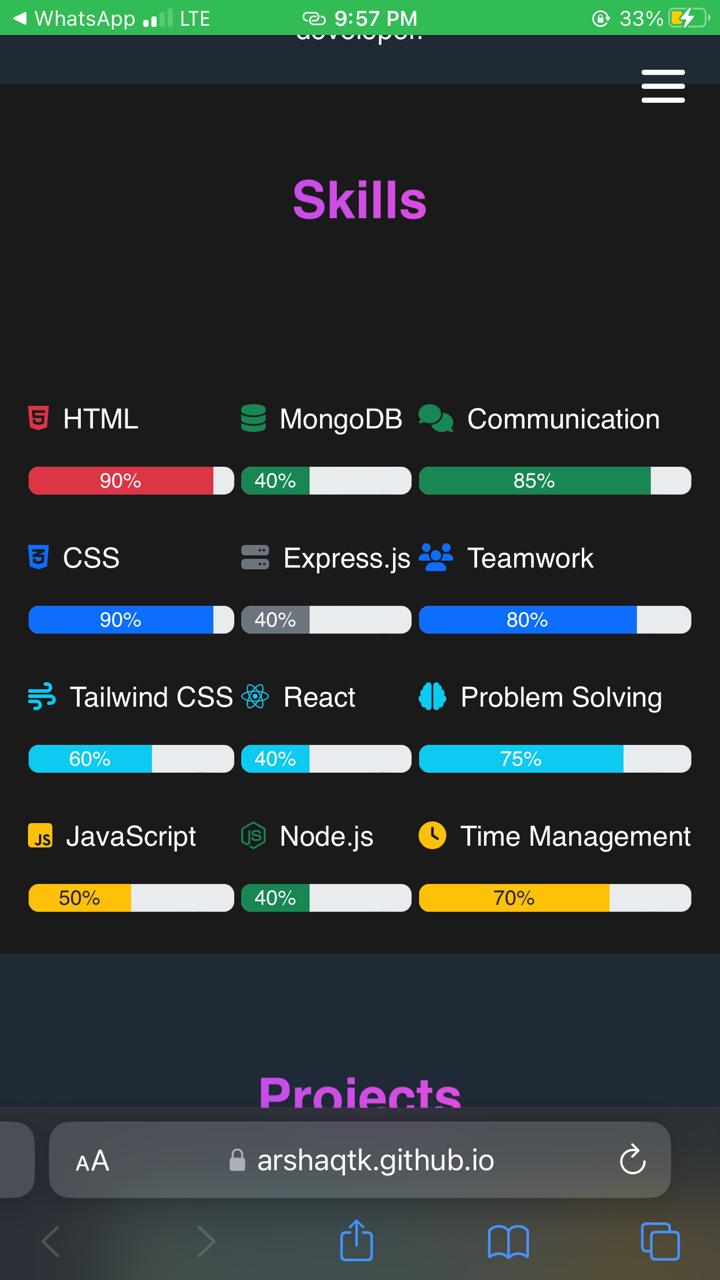 WhatsApp LTE 9:57 PM 33%
developer.
Skills
HTML MongoDB Communication
90% 40% 85%
CSS Express.js Teamwork
90% 40% 80%
Tailwind CSS React Problem Solving
60% 40% 75%
JavaScript Node.js Time Management
50% 40% 70%
Projects
AA arshaqtk.github.io